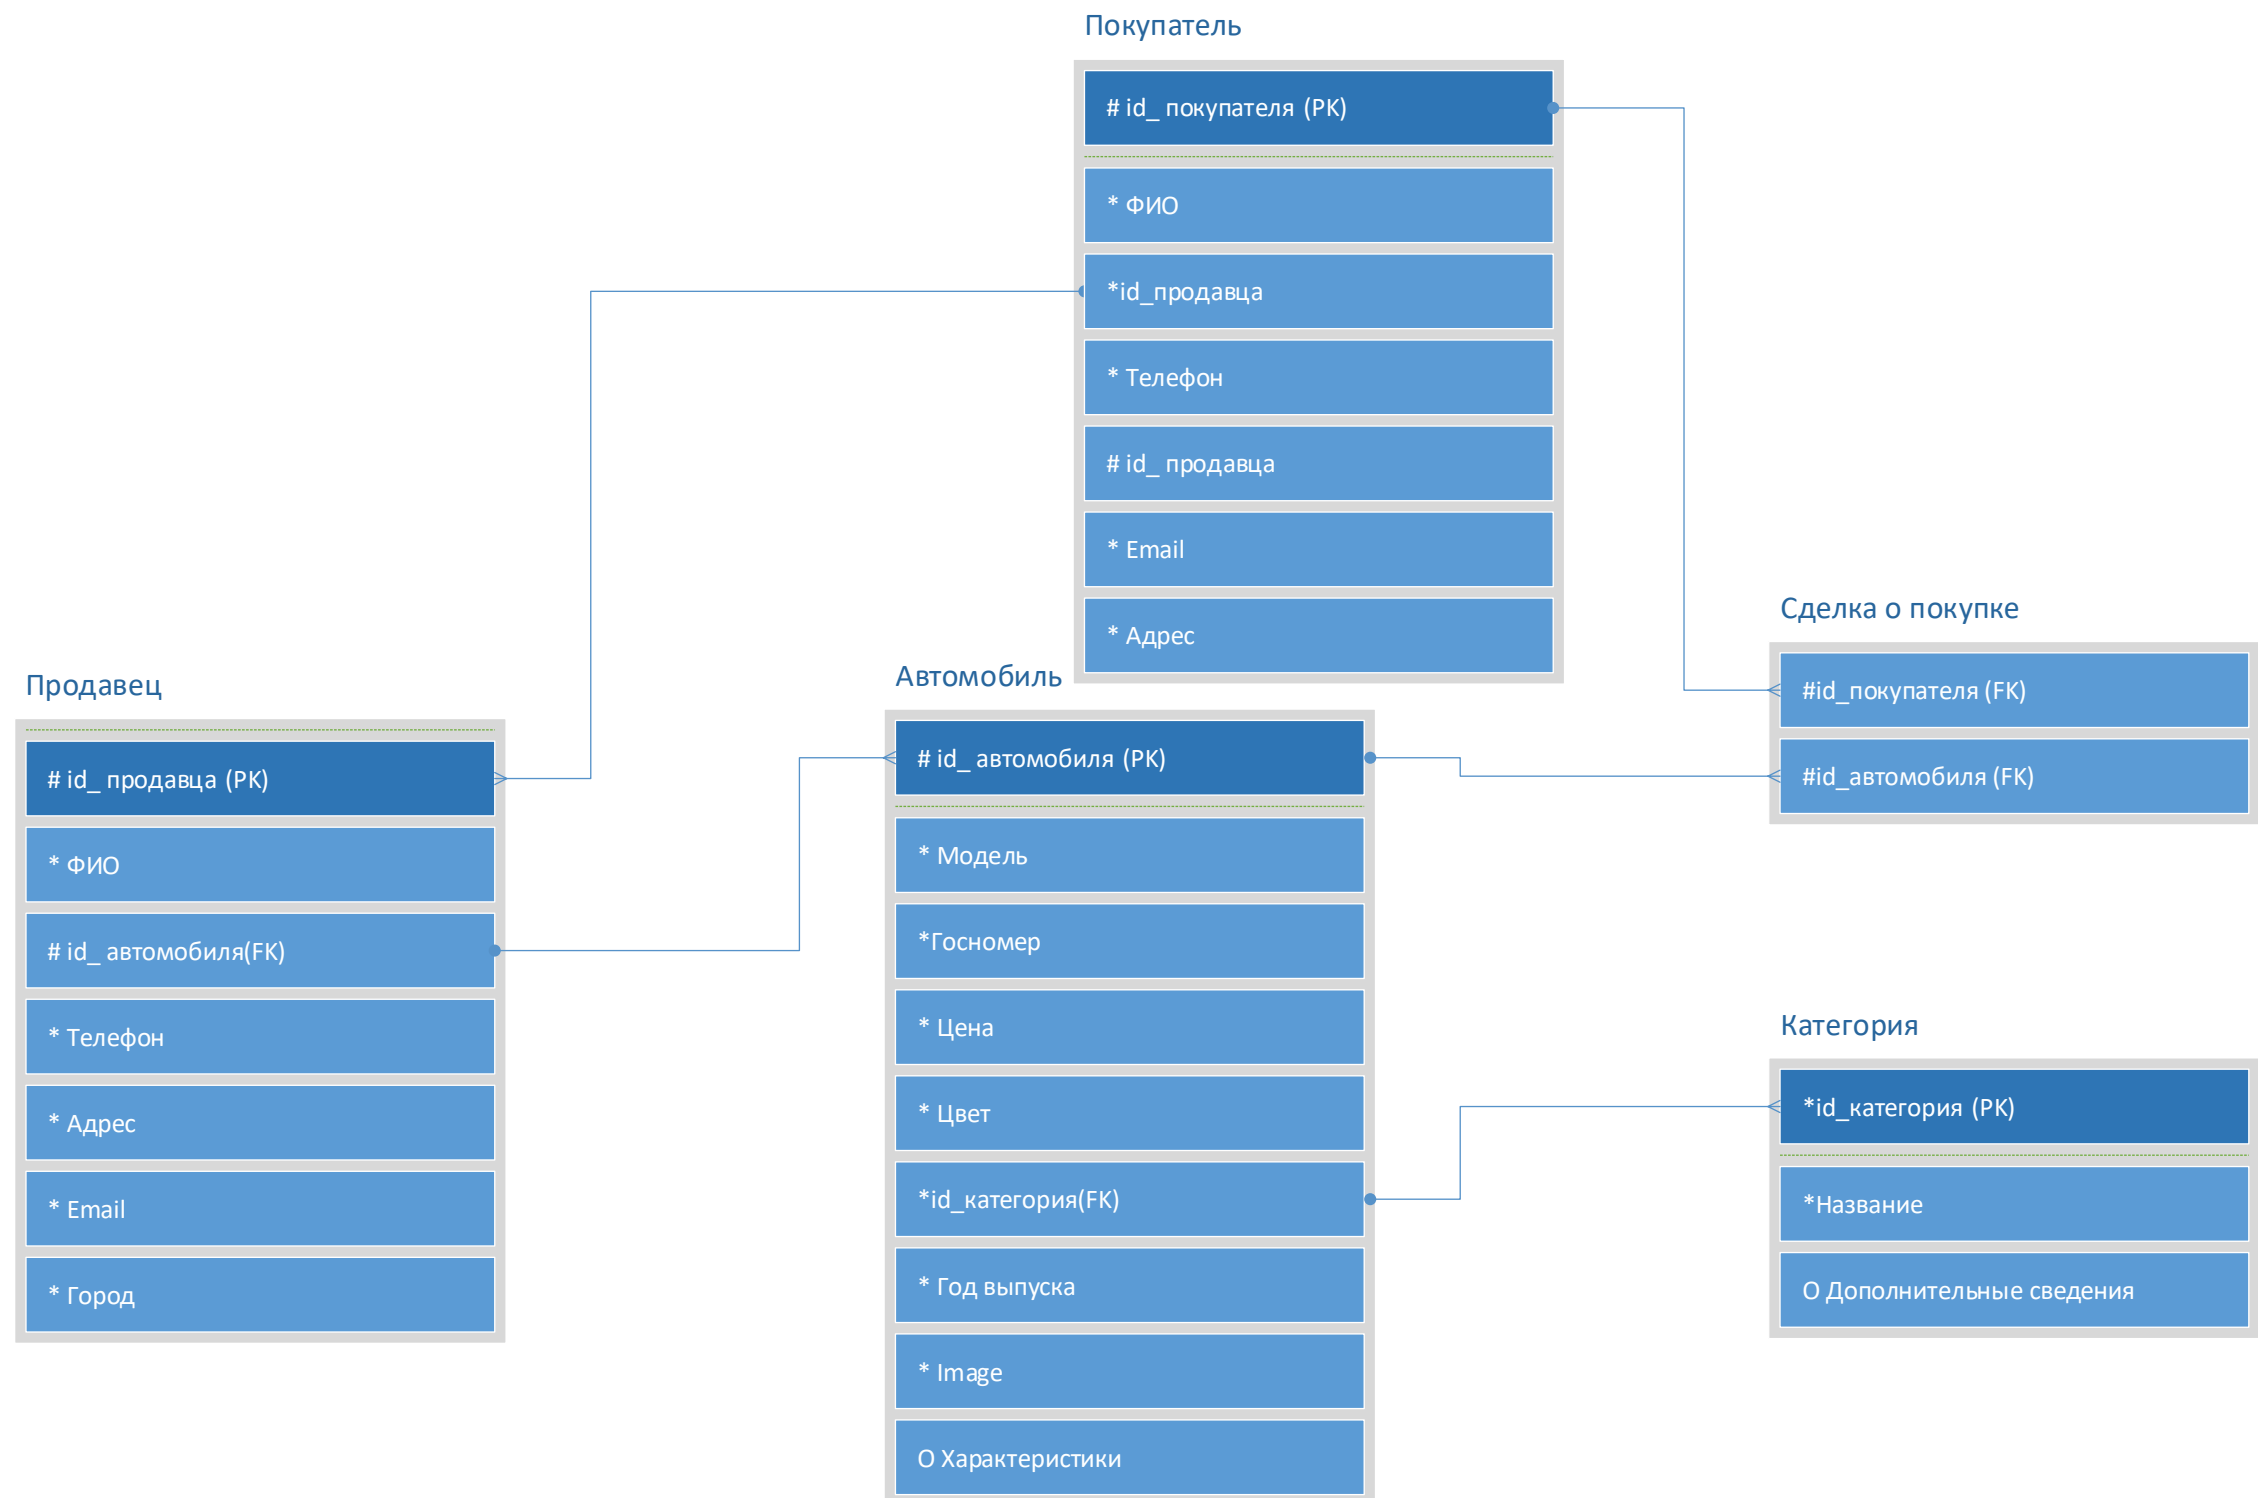 Покупатель
# id_ покупателя (PK)
* ФИО
*id_продавца
* Телефон
# id_ продавца
* Email
* Адрес
Продавец
# id_ продавца (PK)
* ФИО
# id_ автомобиля(FK)
* Телефон
* Адрес
* Email
* Город
Автомобиль
# id_ автомобиля (PK)
* Модель
*Госномер
* Цена
* Цвет
*id_категория(FK)
* Год выпуска
* Image
О Характеристики
Сделка о покупке
#id_покупателя (FK)
#id_автомобиля (FK)
Категория
*id_категория (PK)
*Название
О Дополнительные сведения